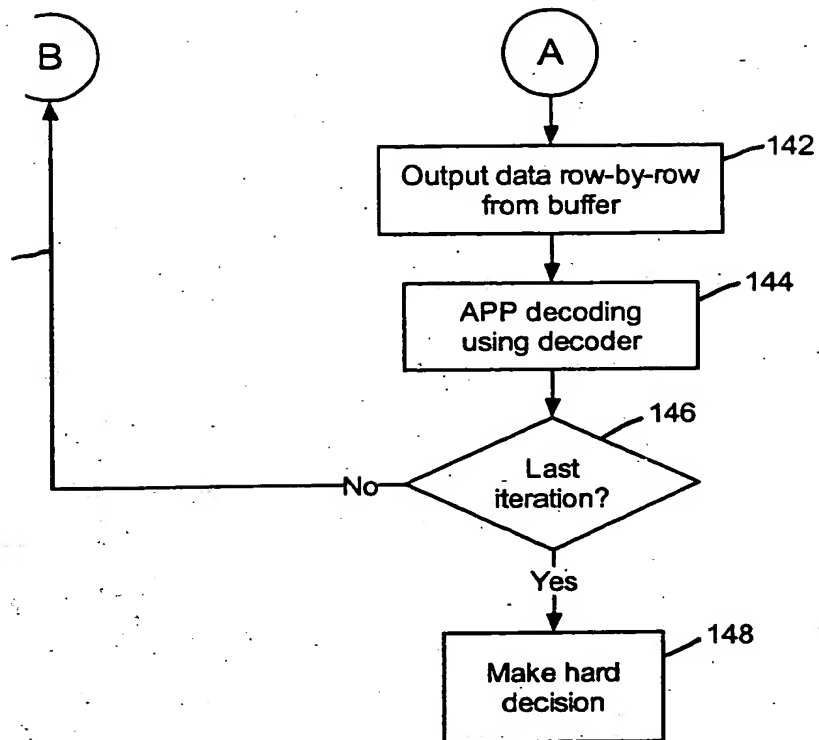 B
A
142
Output data row-by-row
from buffer
144
APP decoding
using decoder
146
Last
iteration?
No
Yes
148
Make hard
decision